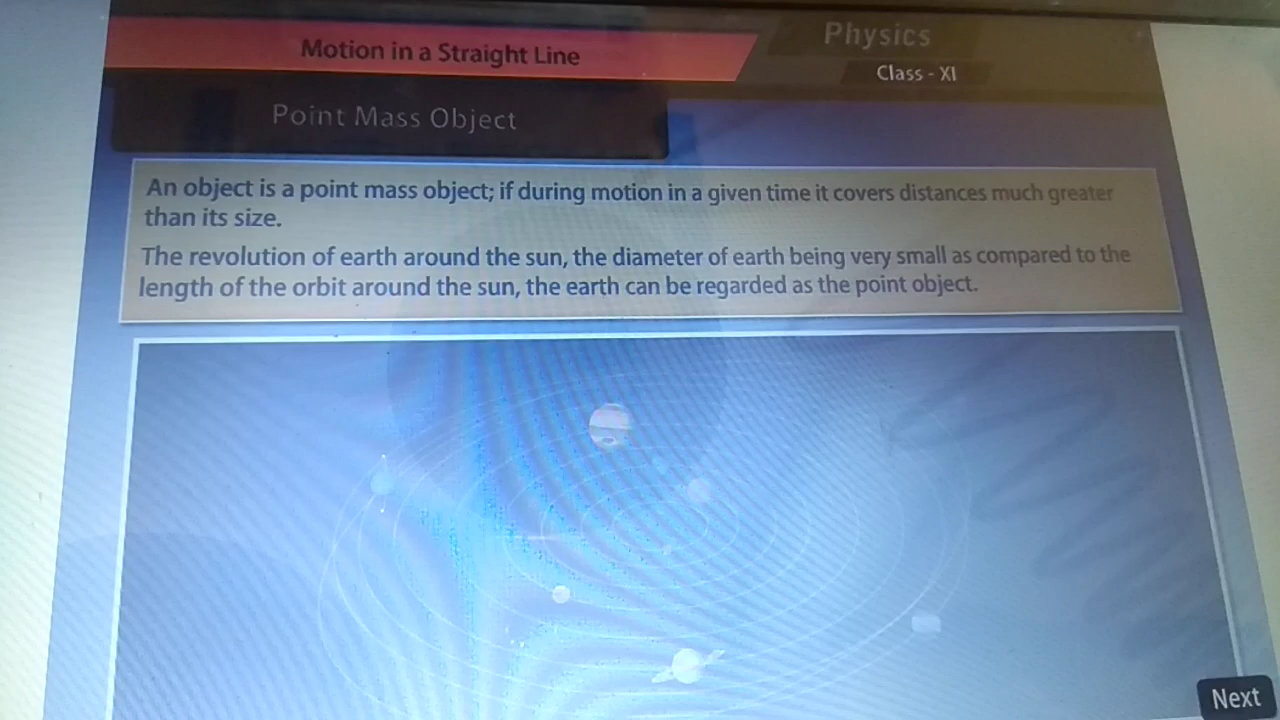 Motion in a Straight Line
Physics
Class - XI
Point Mass Object
An object is a point mass object; if during motion in a given time it covers distances much greater
than its size.
The revolution of earth around the sun, the diameter of earth being very small as compared to the
length of the orbit around the sun, the earth can be regarded as the point object.
Next